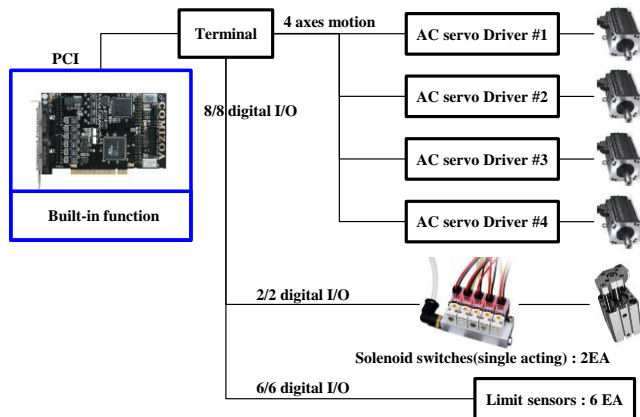 4 axes motion
Terminal
AC servo Driver #1
PCI
AC servo Driver #2
8/8 digital I/O
COMIZOA
AC servo Driver #3
Built-in function
AC servo Driver #4
2/2 digital I/O
Solenoid switches(single acting) : 2EA
6/6 digital I/O
Limit sensors : 6 EA